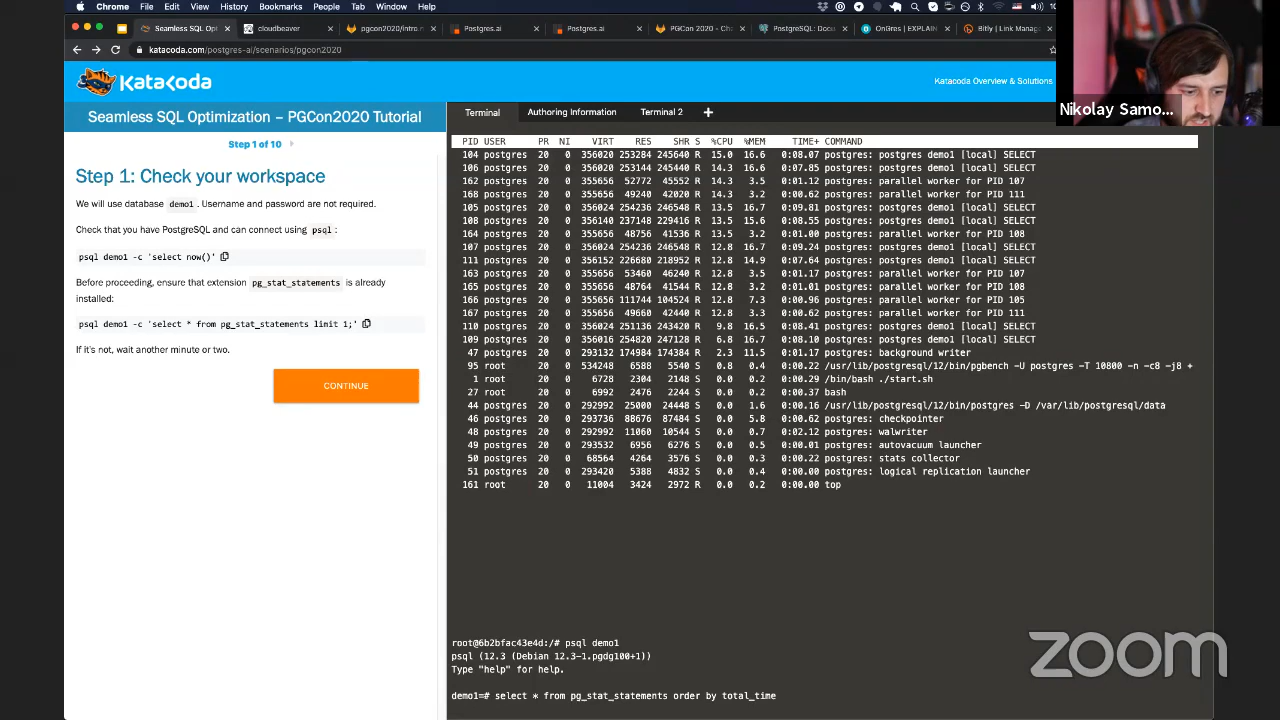 Chrome File Edit View History Bookmarks People Tab Window Help
Seamless SQL Opti
cloudbeaver
pgcon2020/intro.m
Postgres.ai
Postgres.ai
PGCon 2020 - Ch
PostgreSQL: Docu
OnGres | EXPLAIN
Bitly | Link Manag
katacoda.com/postgres-ai/scenarios/pgcon2020
Katacoda
Katacoda Overview & Solutions
Nikolay Samo...
Seamless SQL Optimization – PGCon2020 Tutorial
Step 1 of 10
Step 1: Check your workspace
We will use database demo1 . Username and password are not required.
Check that you have PostgreSQL and can connect using psql :
psql demo1 -c 'select now()'
Before proceeding, ensure that extension pg_stat_statements is already
installed:
psql demo1 -c 'select * from pg_stat_statements limit 1;'
If it's not, wait another minute or two.
CONTINUE
Terminal Authoring Information Terminal 2 +
PID USER PR NI VIRT RES SHR S %CPU %MEM TIME+ COMMAND
104 postgres 20 0 356020 253284 245640 R 15.0 16.6 0:08.07 postgres: postgres demo1 [local] SELECT
106 postgres 20 0 356020 253144 245460 R 14.3 16.6 0:07.85 postgres: postgres demo1 [local] SELECT
162 postgres 20 0 355656 52772 45552 R 14.3 3.5 0:01.12 postgres: parallel worker for PID 107
168 postgres 20 0 355656 49240 42020 R 14.3 3.2 0:00.62 postgres: parallel worker for PID 111
105 postgres 20 0 356024 254236 246548 R 13.5 16.7 0:09.81 postgres: postgres demo1 [local] SELECT
108 postgres 20 0 356140 237148 229416 R 13.5 15.6 0:08.55 postgres: postgres demo1 [local] SELECT
164 postgres 20 0 355656 48756 41536 R 13.5 3.2 0:01.00 postgres: parallel worker for PID 108
107 postgres 20 0 356024 254236 246548 R 12.8 16.7 0:09.24 postgres: postgres demo1 [local] SELECT
111 postgres 20 0 356152 226680 218952 R 12.8 14.9 0:07.64 postgres: postgres demo1 [local] SELECT
163 postgres 20 0 355656 53460 46240 R 12.8 3.5 0:01.17 postgres: parallel worker for PID 107
165 postgres 20 0 355656 48764 41544 R 12.8 3.2 0:01.01 postgres: parallel worker for PID 108
166 postgres 20 0 355656 111744 104524 R 12.8 7.3 0:00.96 postgres: parallel worker for PID 105
167 postgres 20 0 355656 49660 42440 R 12.8 3.3 0:00.63 postgres: parallel worker for PID 111
110 postgres 20 0 356024 251136 243420 R 9.8 16.5 0:08.41 postgres: postgres demo1 [local] SELECT
109 postgres 20 0 356016 254820 247128 R 6.8 16.7 0:08.10 postgres: postgres demo1 [local] SELECT
47 postgres 20 0 293132 174984 174384 R 2.3 11.5 0:01.17 postgres: background writer
95 root 20 0 534248 6588 5540 S 0.8 0.4 0:00.22 /usr/lib/postgresql/12/bin/pgbench -U postgres -T 10800 -n -c8 -j8 +
1 root 20 0 6728 2304 2148 S 0.0 0.2 0:00.29 /bin/bash ./start.sh
27 root 20 0 6992 2476 2244 S 0.0 0.2 0:00.37 bash
44 postgres 20 0 292992 25000 24448 S 0.0 1.6 0:00.16 /usr/lib/postgresql/12/bin/postgres -D /var/lib/postgresql/data
46 postgres 20 0 293736 88676 87484 S 0.0 5.8 0:00.62 postgres: checkpointer
48 postgres 20 0 292992 11060 10544 S 0.0 0.7 0:02.12 postgres: walwriter
49 postgres 20 0 293532 6956 6276 S 0.0 0.5 0:00.01 postgres: autovacuum launcher
50 postgres 20 0 68564 4264 3576 S 0.0 0.3 0:00.22 postgres: stats collector
51 postgres 20 0 293420 5388 4832 S 0.0 0.4 0:00.00 postgres: logical replication launcher
161 root 20 0 11004 3424 2972 R 0.0 0.2 0:00.00 top
root@6b2bfac43e4d:/# psql demo1
psql (12.3 (Debian 12.3-1.pgdg100+1))
Type "help" for help.
demo1=# select * from pg_stat_statements order by total_time
zoom